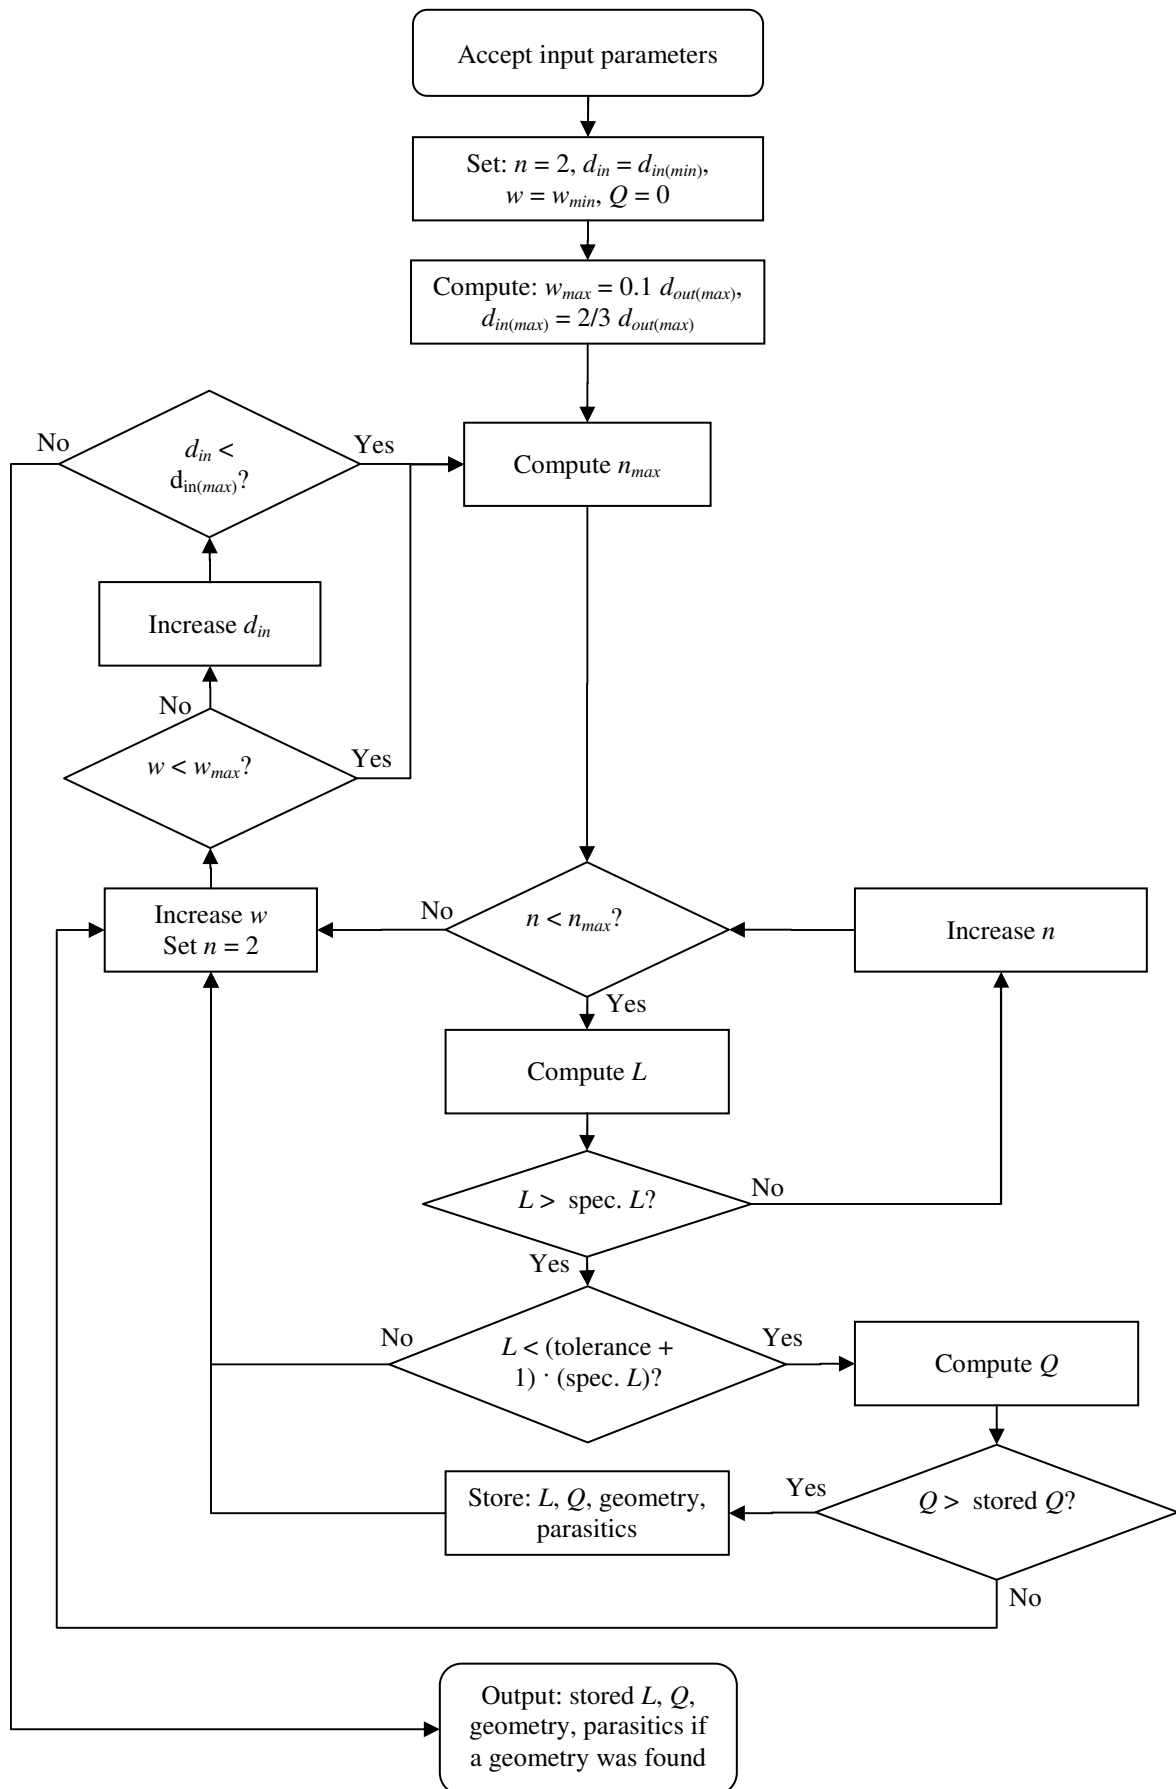 Accept input parameters
Set: n = 2, d_in = d_in(min),
w = w_min, Q = 0
Compute: w_max = 0.1 d_out(max),
d_in(max) = 2/3 d_out(max)
No
d_in <
d_in(max)?
Yes
Compute n_max
Increase d_in
No
w < w_max?
Yes
Increase w
Set n = 2
No
n < n_max?
Increase n
Yes
Compute L
L > spec. L?
No
Yes
No
L < (tolerance +
1) · (spec. L)?
Yes
Compute Q
Store: L, Q, geometry,
parasitics
Yes
Q > stored Q?
No
Output: stored L, Q,
geometry, parasitics if
a geometry was found